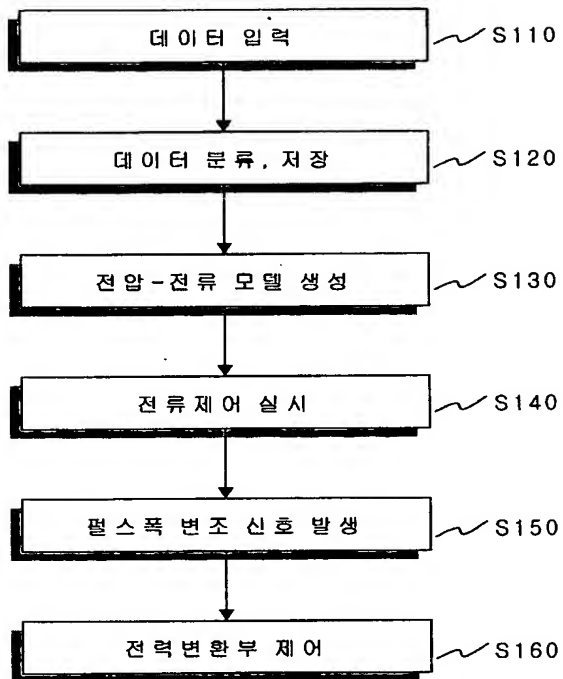 데이터 입력 S110
데이터 분류, 저장 S120
전압-전류 모델 생성 S130
전류제어 실시 S140
펄스폭 변조 신호 발생 S150
전력변환부 제어 S160